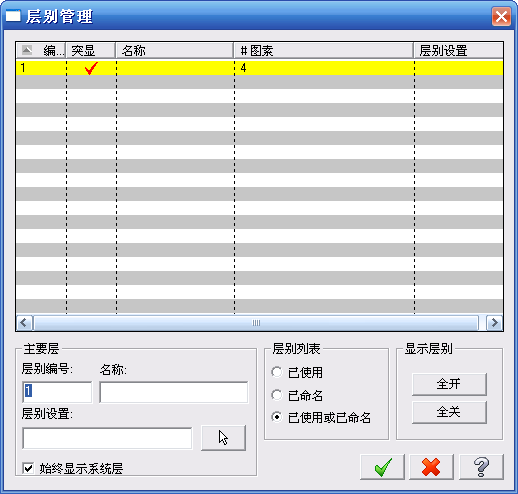 层别管理
编... 突显 名称 # 图素 层别设置
1 4
主要层 层别列表 显示层别
层别编号: 名称: 已使用 全开
1 已命名 全关
层别设置: 已使用或已命名
始终显示系统层